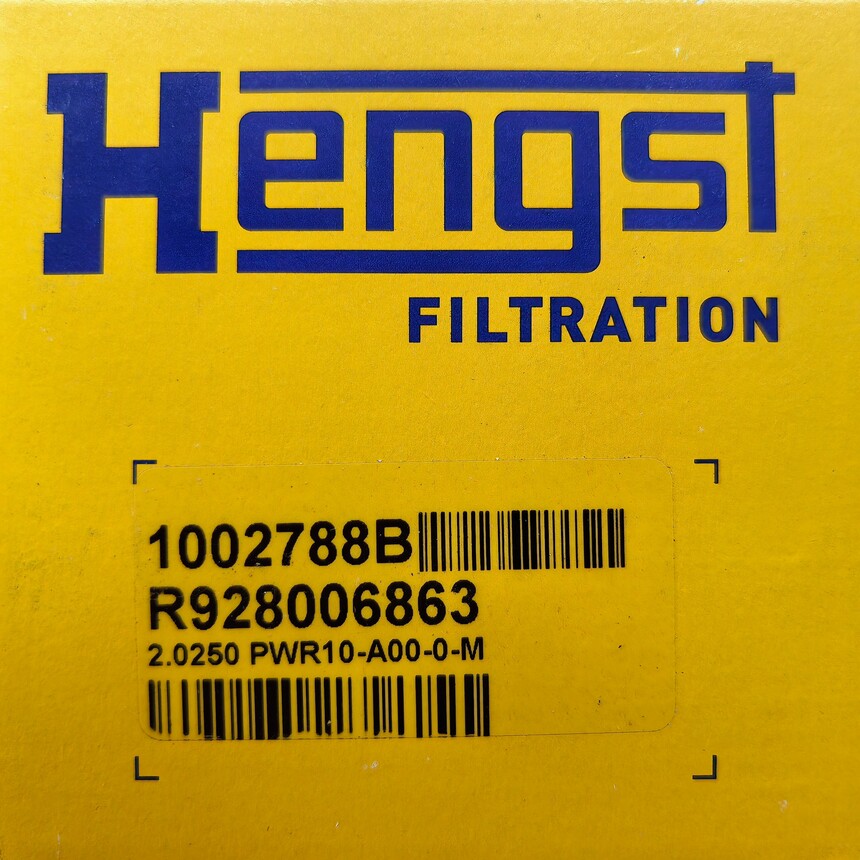 Hengst
FILTRATION
1002788B
R928006863
2.0250 PWR10-A00-0-M